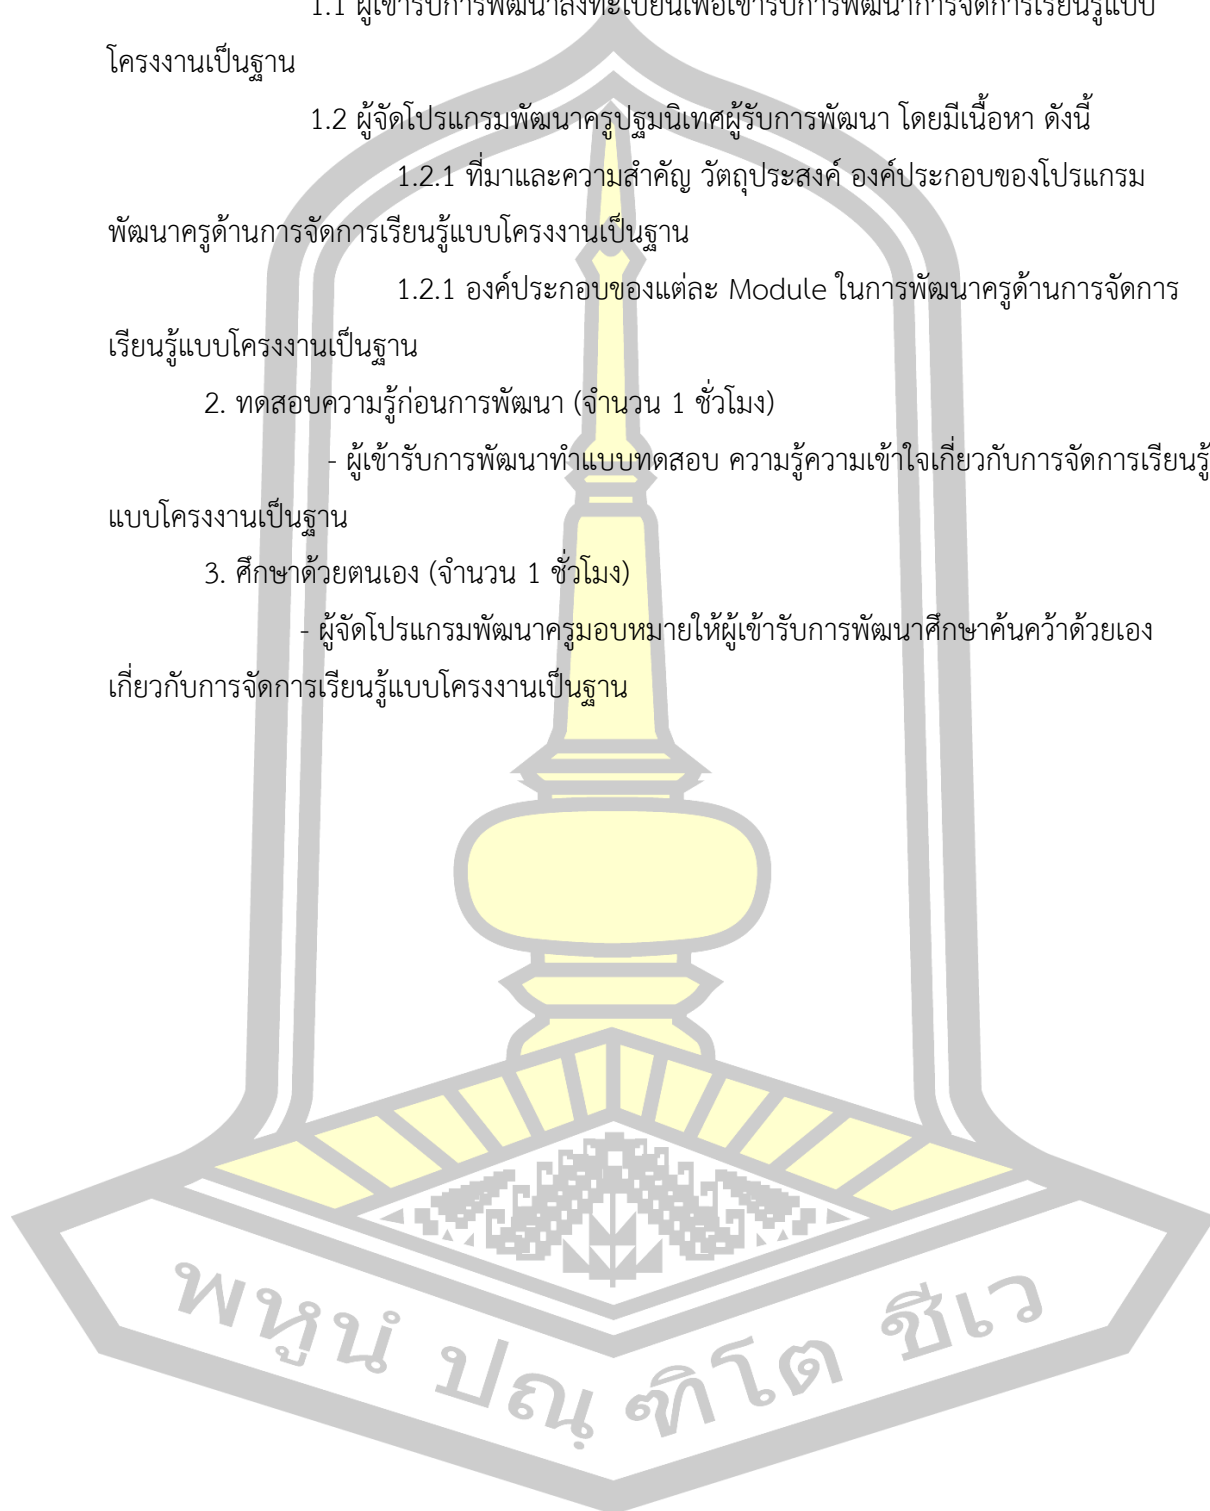 1.1 ผู้เข้ารับการพัฒนาลงทะเบียนเพื่อเข้ารับการพัฒนาการจัดการเรียนรู้แบบ
โครงงานเป็นฐาน
1.2 ผู้จัดโปรแกรมพัฒนาครูปฐมนิเทศผู้รับการพัฒนา โดยมีเนื้อหา ดังนี้
1.2.1 ที่มาและความสำคัญ วัตถุประสงค์ องค์ประกอบของโปรแกรม
พัฒนาครูด้านการจัดการเรียนรู้แบบโครงงานเป็นฐาน
1.2.1 องค์ประกอบของแต่ละ Module ในการพัฒนาครูด้านการจัดการ
เรียนรู้แบบโครงงานเป็นฐาน
2. ทดสอบความรู้ก่อนการพัฒนา (จำนวน 1 ชั่วโมง)
- ผู้เข้ารับการพัฒนาทำแบบทดสอบ ความรู้ความเข้าใจเกี่ยวกับการจัดการเรียนรู้
แบบโครงงานเป็นฐาน
3. ศึกษาด้วยตนเอง (จำนวน 1 ชั่วโมง)
- ผู้จัดโปรแกรมพัฒนาครูมอบหมายให้ผู้เข้ารับการพัฒนาศึกษาค้นคว้าด้วยเอง
เกี่ยวกับการจัดการเรียนรู้แบบโครงงานเป็นฐาน
พหูนํ ปณฺ ฑิโต ชีเว